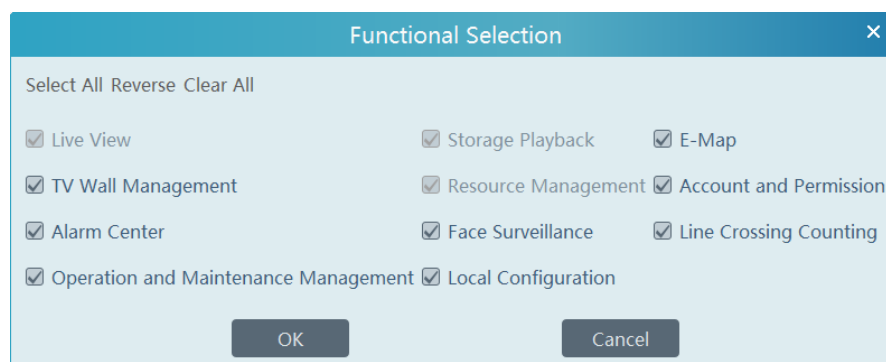 Functional Selection
Select All Reverse Clear All
Live View Storage Playback E-Map
TV Wall Management Resource Management Account and Permission
Alarm Center Face Surveillance Line Crossing Counting
Operation and Maintenance Management Local Configuration
OK Cancel